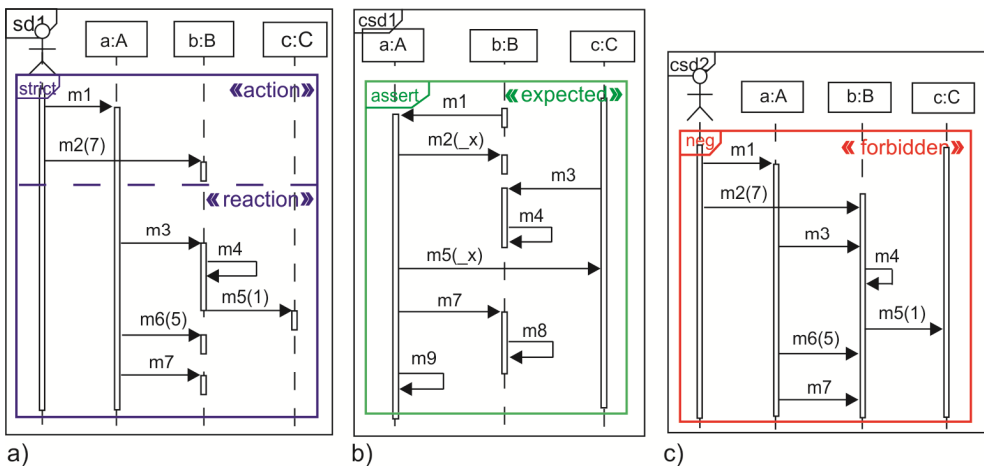 sd1
a:A
b:B
c:C
strict
«action»
m1
m2(7)
«reaction»
m3
m4
m5(1)
m6(5)
m7
a)
csd1
a:A
b:B
c:C
assert
«expected»
m1
m2(_x)
m3
m4
m5(_x)
m7
m8
m9
b)
csd2
a:A
b:B
c:C
neg
«forbidden»
m1
m2(7)
m3
m4
m5(1)
m6(5)
m7
c)